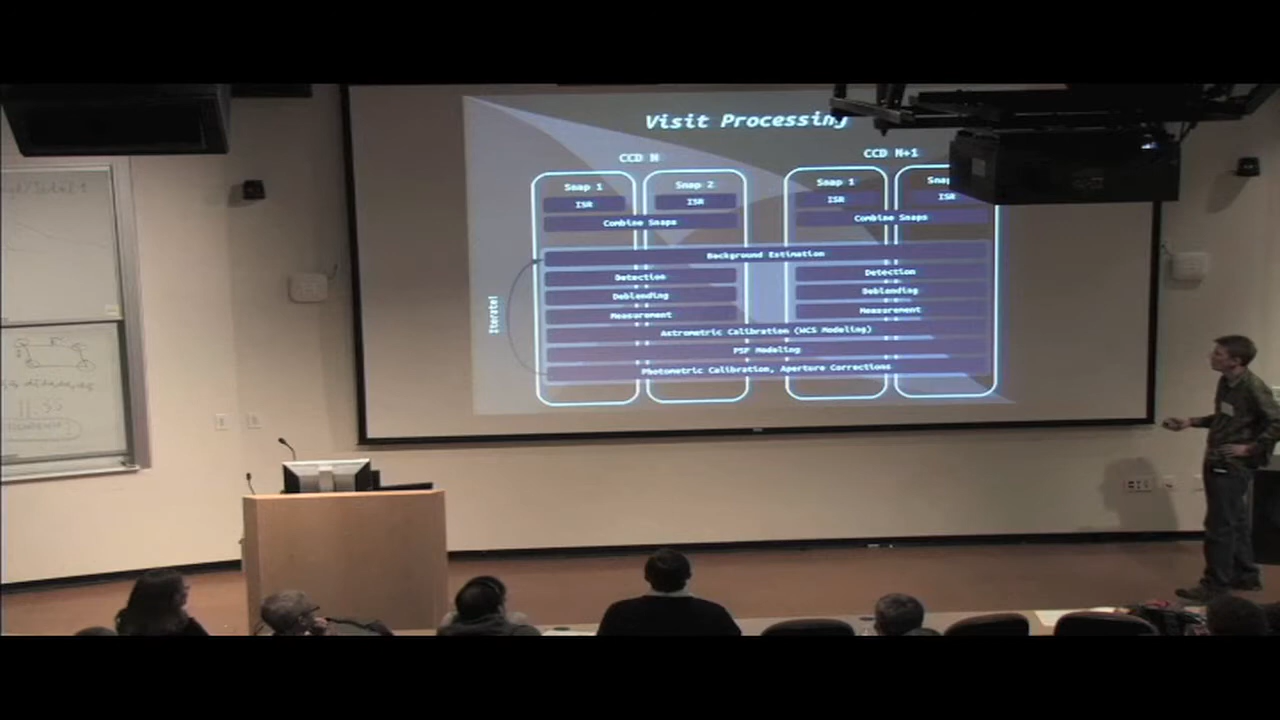 Visit Processing
CCD N CCD N+1
Snap 1 Snap 2 Snap 1
ISR ISR ISR ISR
Combine Snaps Combine Snaps
Background Estimation
Detection Detection
Deblending Deblending
Measurement Measurement
Astrometric Calibration (WCS Modeling)
PSF Modeling
Photometric Calibration, Aperture Corrections
Iterate!
11.35